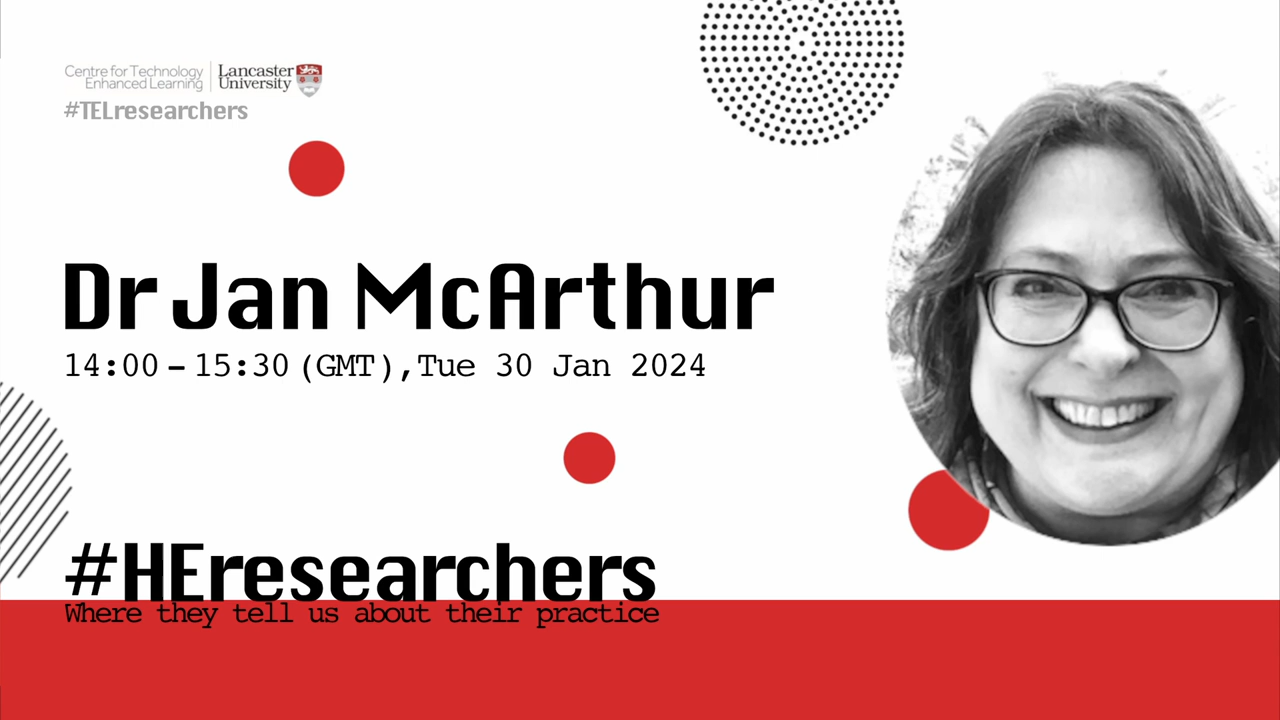 Centre for Technology
Enhanced Learning
Lancaster
University
#TELresearchers
Dr Jan McArthur
14:00 – 15:30 (GMT), Tue 30 Jan 2024
#HEresearchers
Where they tell us about their practice